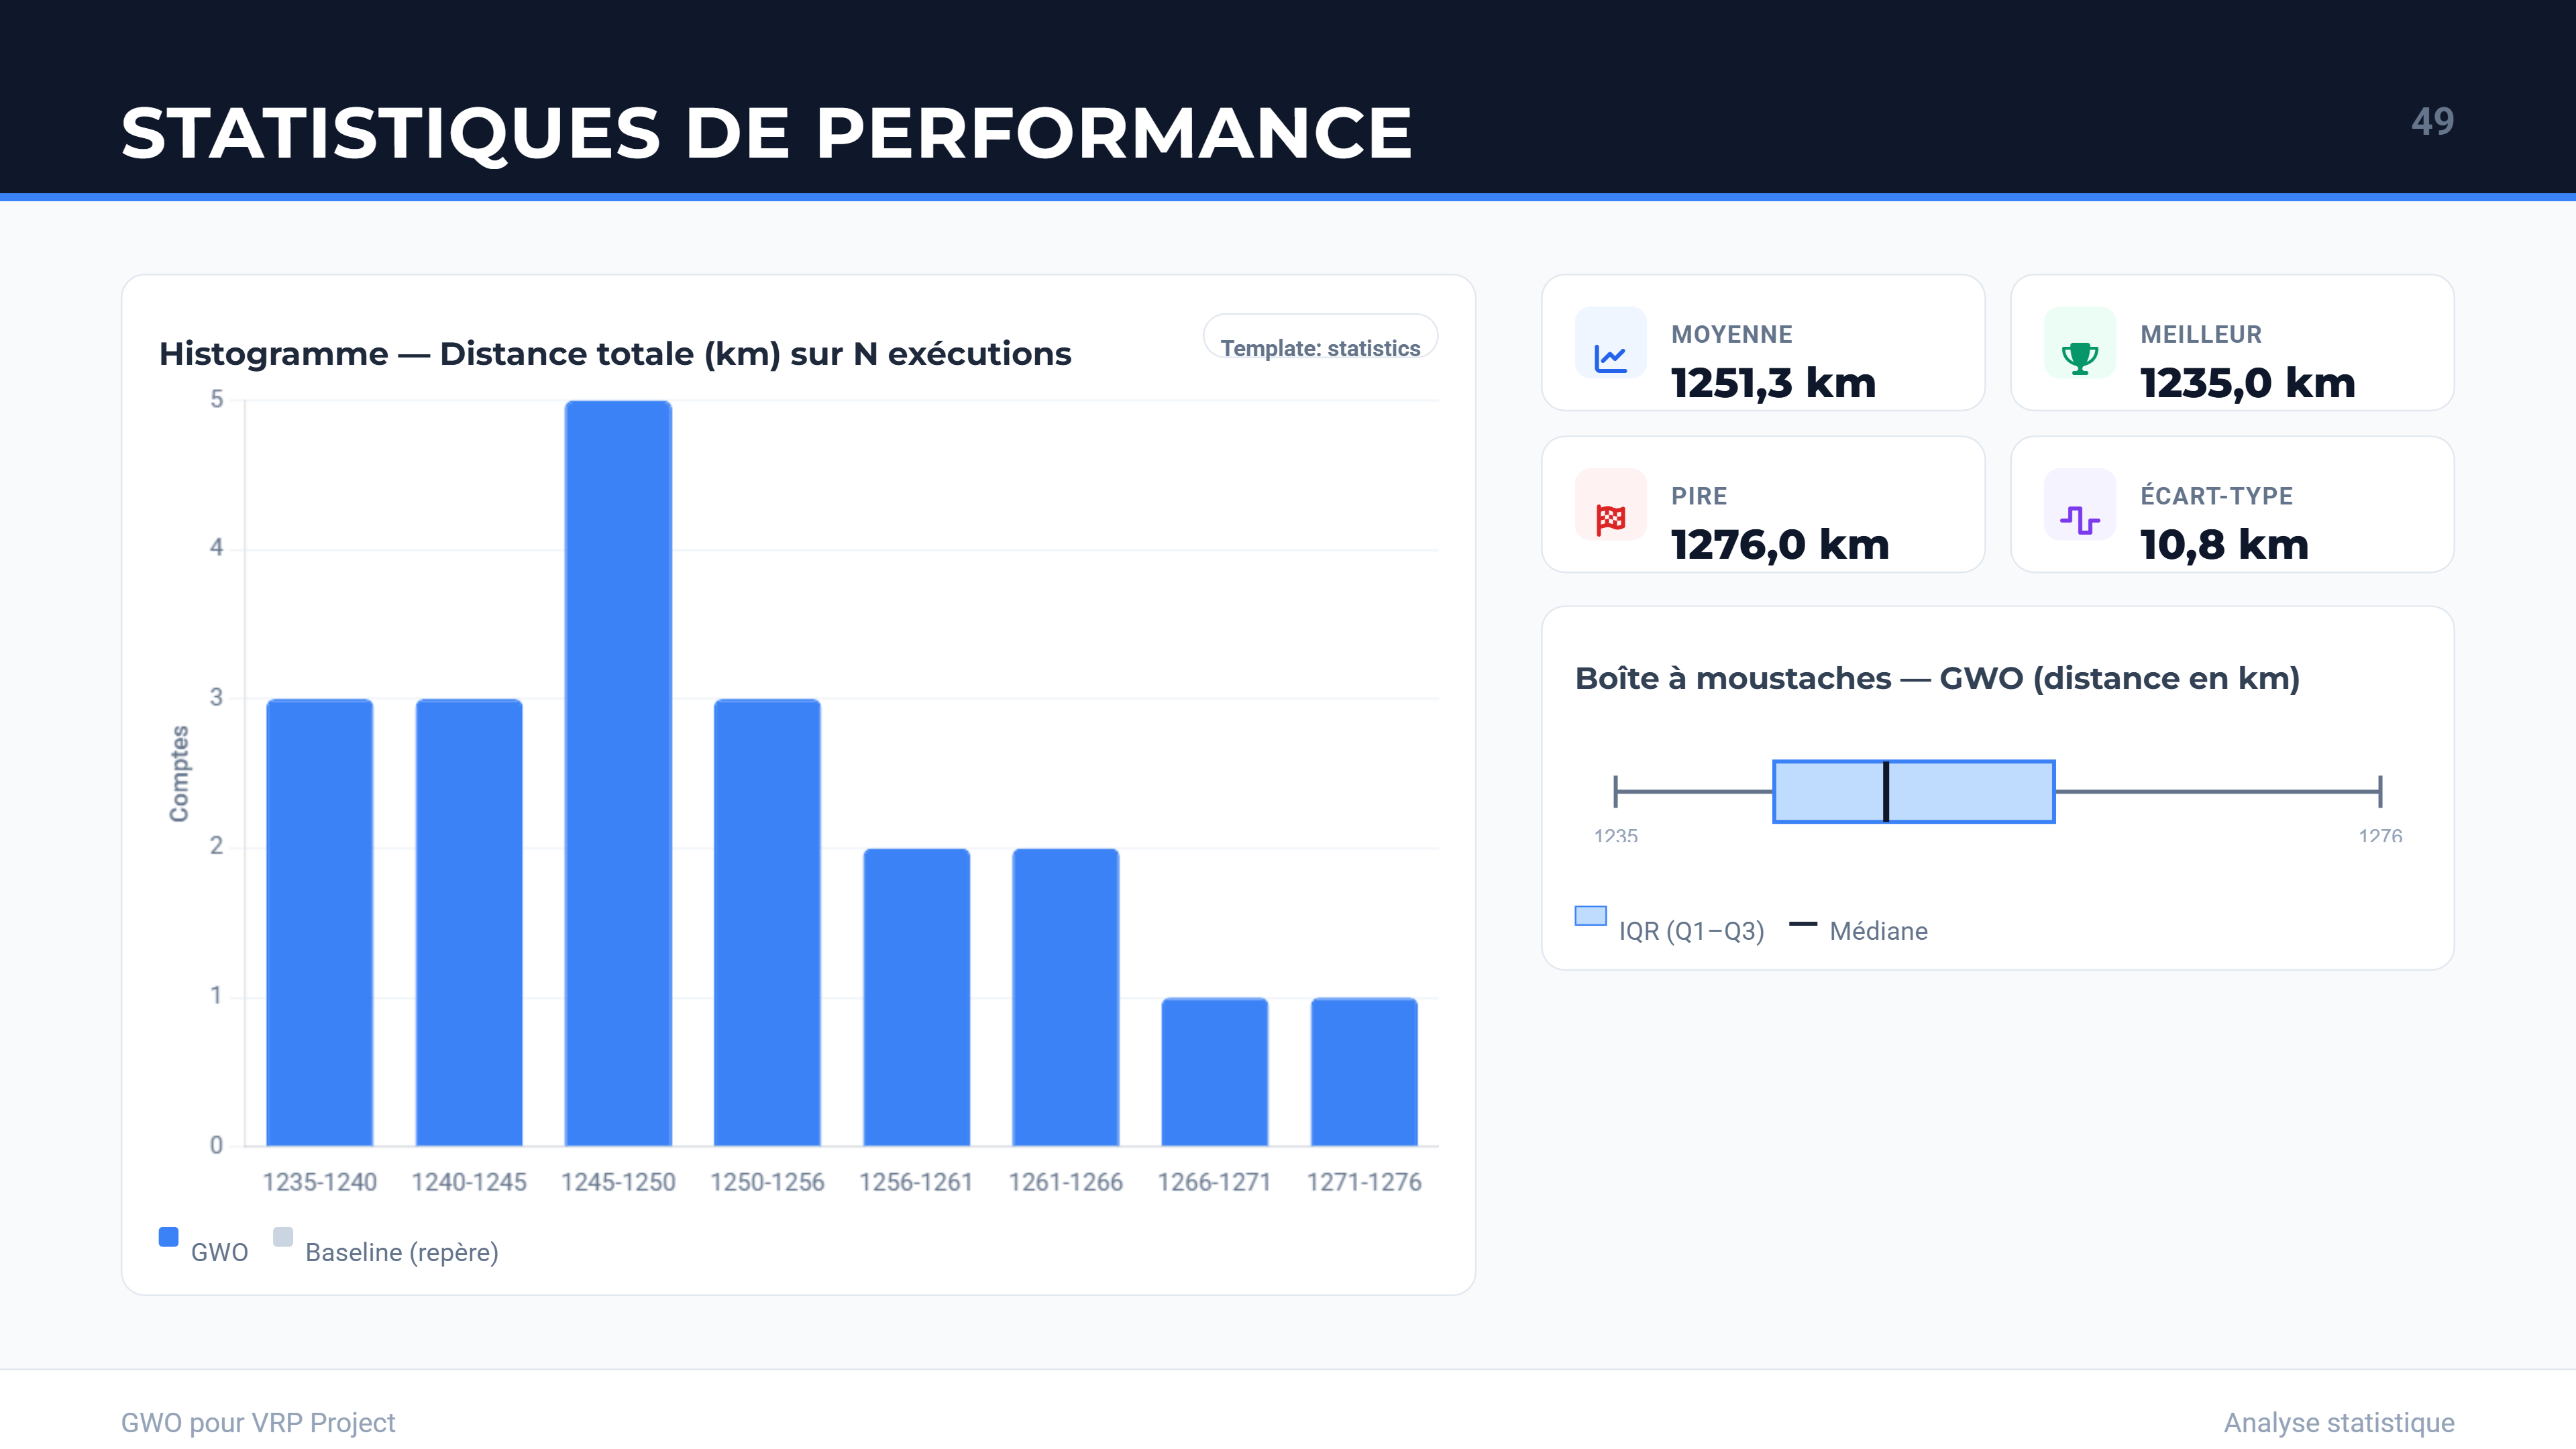 STATISTIQUES DE PERFORMANCE
49
Histogramme — Distance totale (km) sur N exécutions
Template: statistics
5
4
3
2
1
0
Comptes
1235-1240 1240-1245 1245-1250 1250-1256 1256-1261 1261-1266 1266-1271 1271-1276
GWO Baseline (repère)
MOYENNE
1251,3 km
MEILLEUR
1235,0 km
PIRE
1276,0 km
ÉCART-TYPE
10,8 km
Boîte à moustaches — GWO (distance en km)
1235 1276
IQR (Q1–Q3) Médiane
GWO pour VRP Project
Analyse statistique